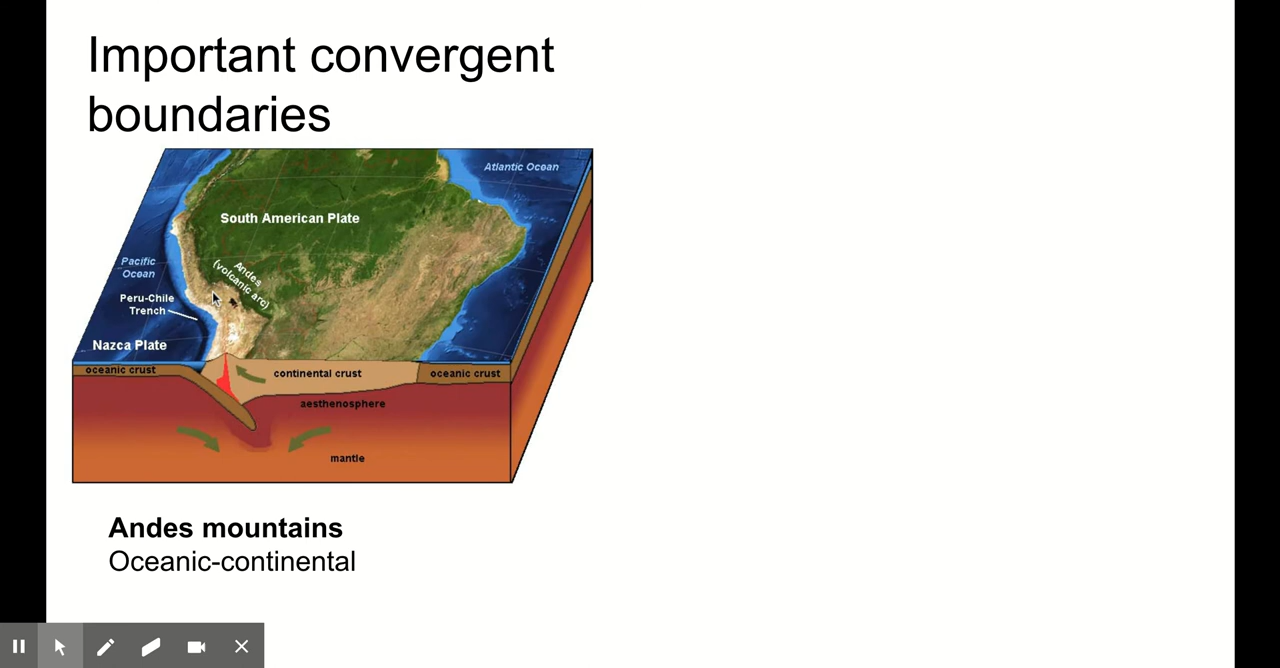 Important convergent
boundaries
Atlantic Ocean
South American Plate
Pacific
Ocean
Andes
(volcanic arc)
Peru-Chile
Trench
Nazca Plate
oceanic crust
continental crust
oceanic crust
aesthenosphere
mantle
Andes mountains
Oceanic-continental